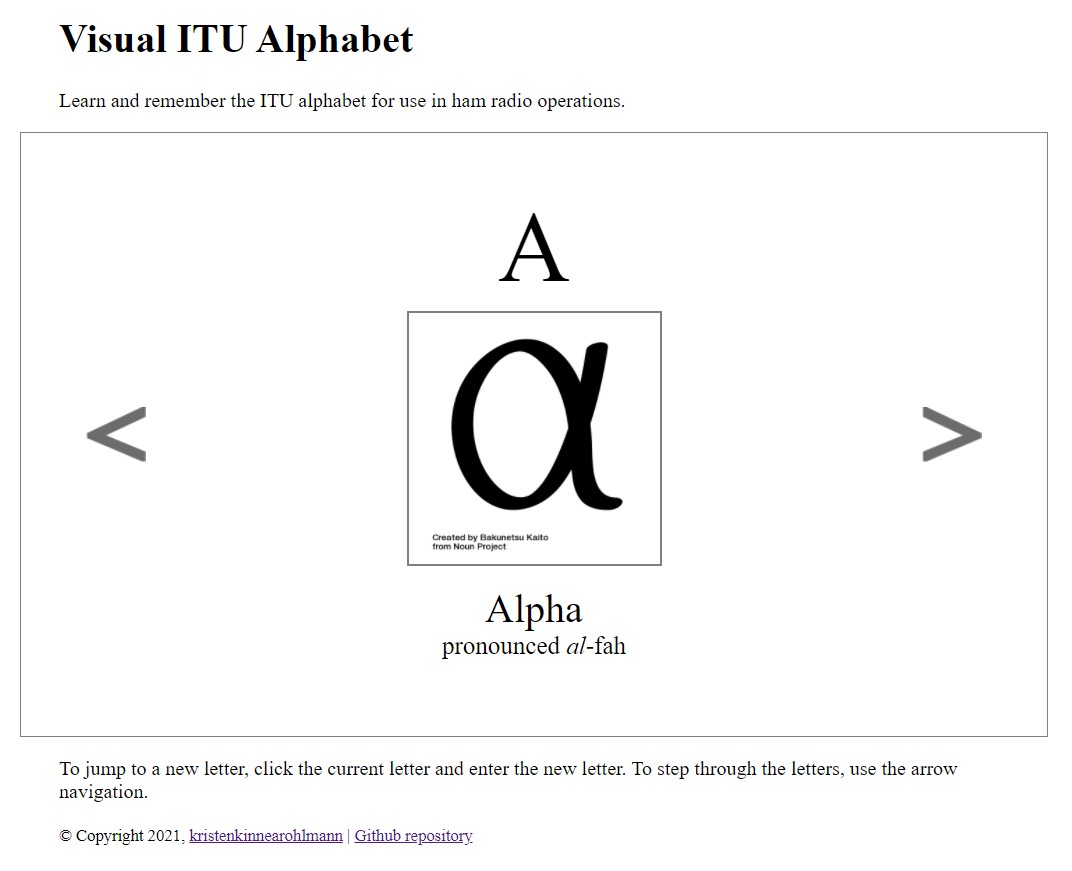 Visual ITU Alphabet
Learn and remember the ITU alphabet for use in ham radio operations.
A
<
α
>
Created by Bakunetsu Kaito
from Noun Project
Alpha
pronounced al-fah
To jump to a new letter, click the current letter and enter the new letter. To step through the letters, use the arrow
navigation.
© Copyright 2021, kristenkinnearohlmann | Github repository